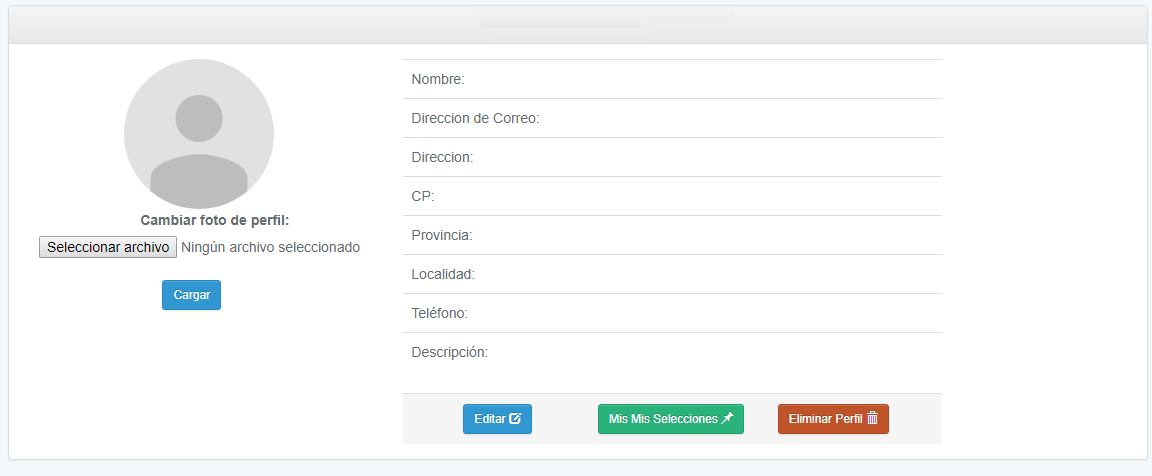 Cambiar foto de perfil:
Seleccionar archivo Ningún archivo seleccionado
Cargar
Nombre:
Direccion de Correo:
Direccion:
CP:
Provincia:
Localidad:
Teléfono:
Descripción:
Editar
Mis Mis Selecciones
Eliminar Perfil